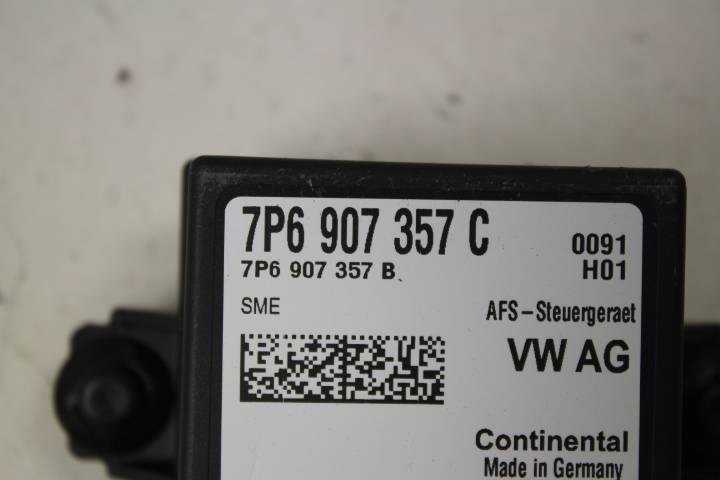 7P6 907 357 C
0091
7P6 907 357 B
H01
SME
AFS-Steuergeraet
VW AG
Continental
Made in Germany